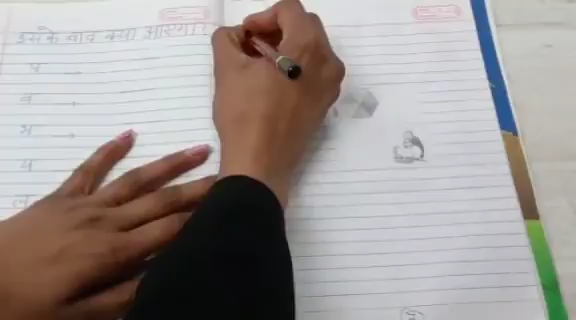 इसके बाद क्या आएगा?
प →
ब →
भ →
य
ल